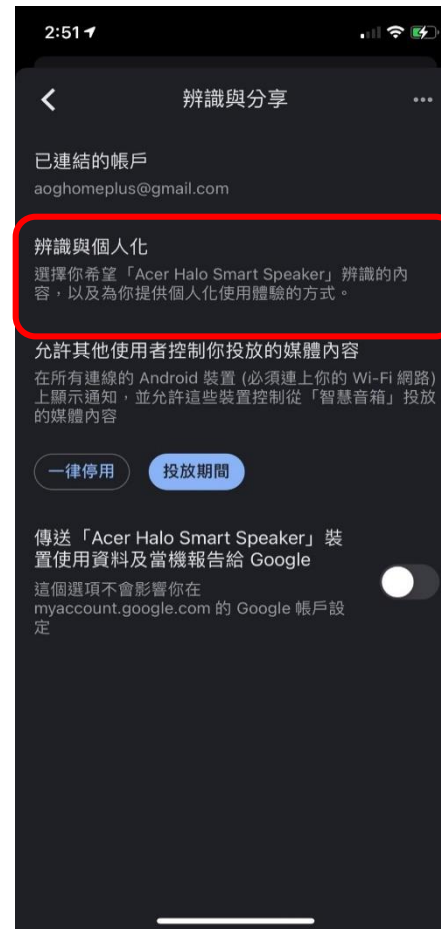 2:51
辨識與分享
已連結的帳戶
aoghomeplus@gmail.com
辨識與個人化
選擇你希望「Acer Halo Smart Speaker」辨識的內
容，以及為你提供個人化使用體驗的方式。
允許其他使用者控制你投放的媒體內容
在所有連線的 Android 裝置 (必須連上你的 Wi-Fi 網路)
上顯示通知，並允許這些裝置控制從「智慧音箱」投放
的媒體內容
一律停用
投放期間
傳送「Acer Halo Smart Speaker」裝
置使用資料及當機報告給 Google
這個選項不會影響你在
myaccount.google.com 的 Google 帳戶設
定